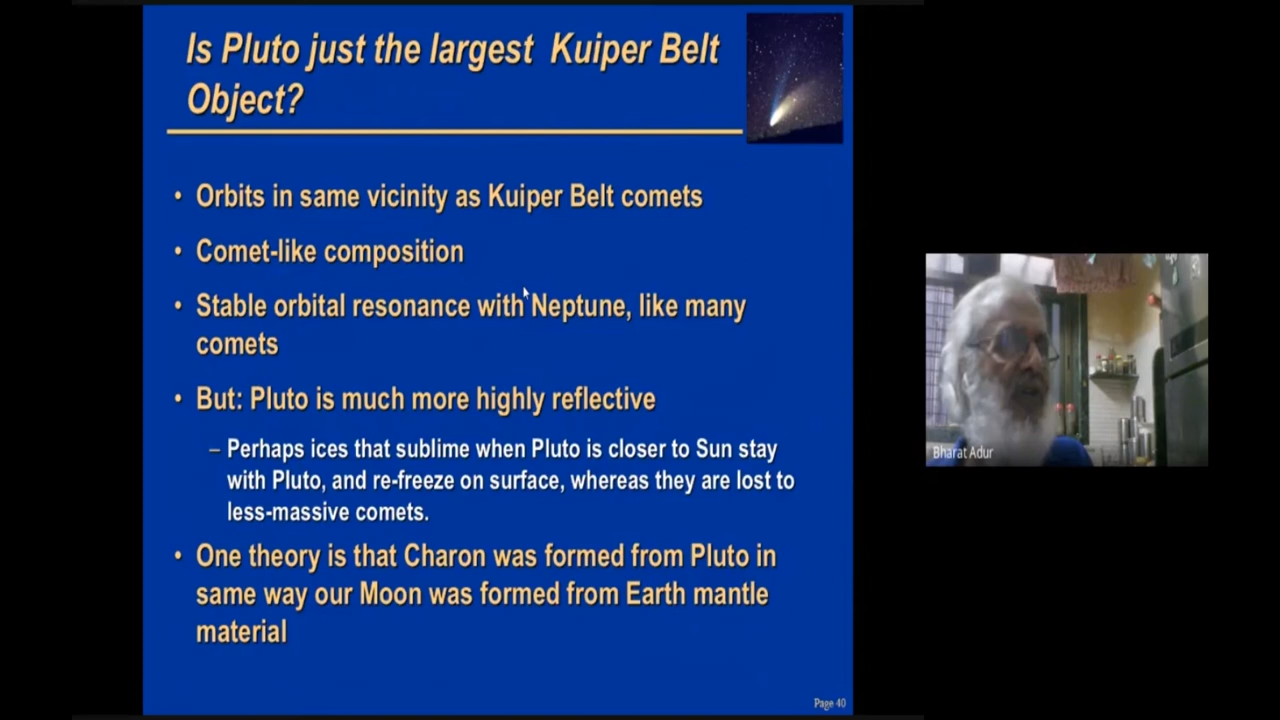 Is Pluto just the largest Kuiper Belt
Object?
• Orbits in same vicinity as Kuiper Belt comets
• Comet-like composition
• Stable orbital resonance with Neptune, like many
comets
• But: Pluto is much more highly reflective
– Perhaps ices that sublime when Pluto is closer to Sun stay
with Pluto, and re-freeze on surface, whereas they are lost to
less-massive comets.
• One theory is that Charon was formed from Pluto in
same way our Moon was formed from Earth mantle
material
Page 40
Bharat Adur